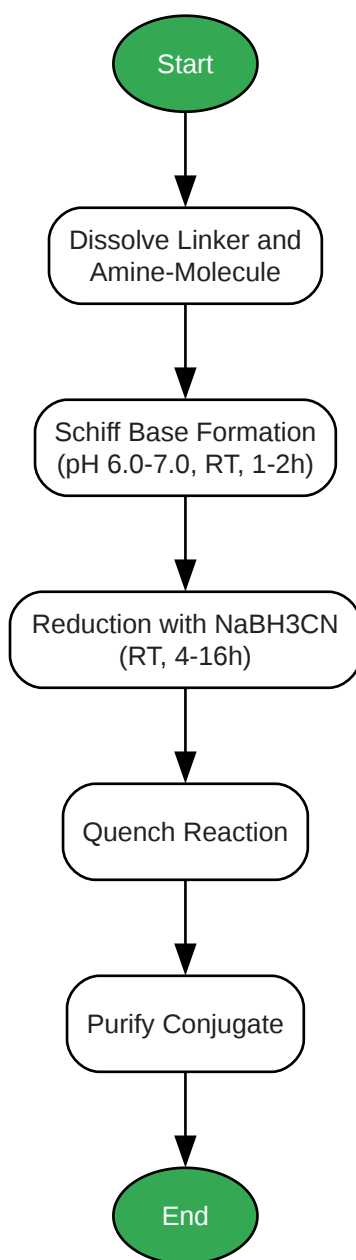 Start
Dissolve Linker and
Amine-Molecule
Schiff Base Formation
(pH 6.0-7.0, RT, 1-2h)
Reduction with NaBH3CN
(RT, 4-16h)
Quench Reaction
Purify Conjugate
End